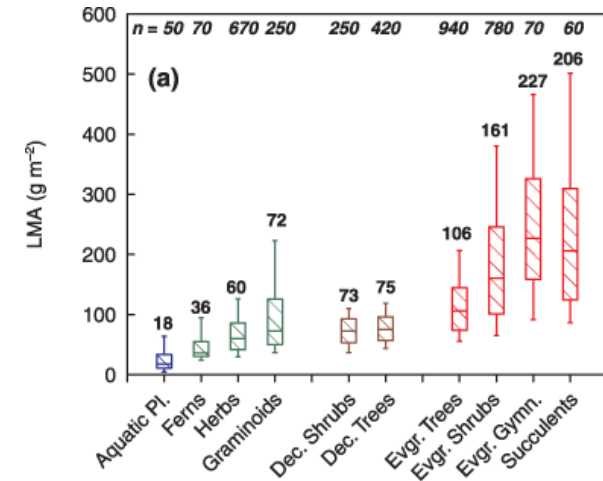 600
n = 50 70 670 250 250 420 940 780 70 60
206
500
(a)
227
400
161
300
72
200
106
60
73
75
100
36
18
0
LMA (g m⁻²)
Aquatic Pl.
Ferns
Herbs
Graminoids
Dec. Shrubs
Dec. Trees
Evgr. Trees
Evgr. Shrubs
Evgr. Gymn.
Succulents